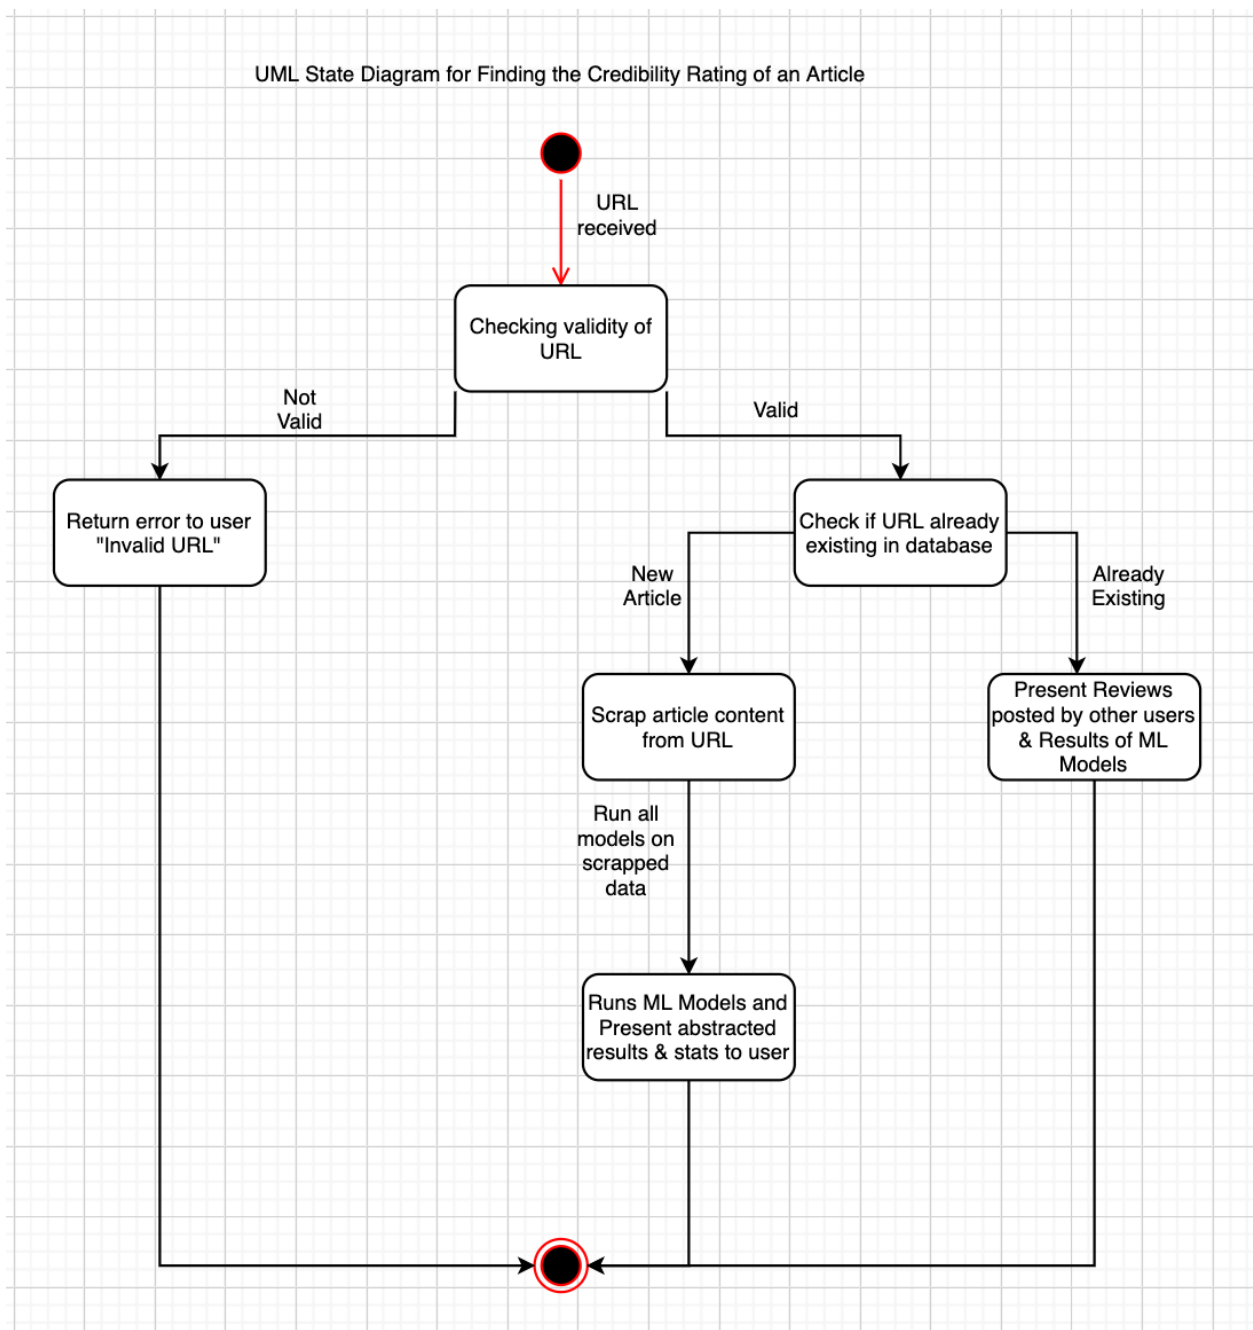 UML State Diagram for Finding the Credibility Rating of an Article
URL
received
Checking validity of
URL
Not
Valid
Valid
Return error to user
"Invalid URL"
Check if URL already
existing in database
New
Article
Already
Existing
Scrap article content
from URL
Present Reviews
posted by other users
& Results of ML
Models
Run all
models on
scrapped
data
Runs ML Models and
Present abstracted
results & stats to user